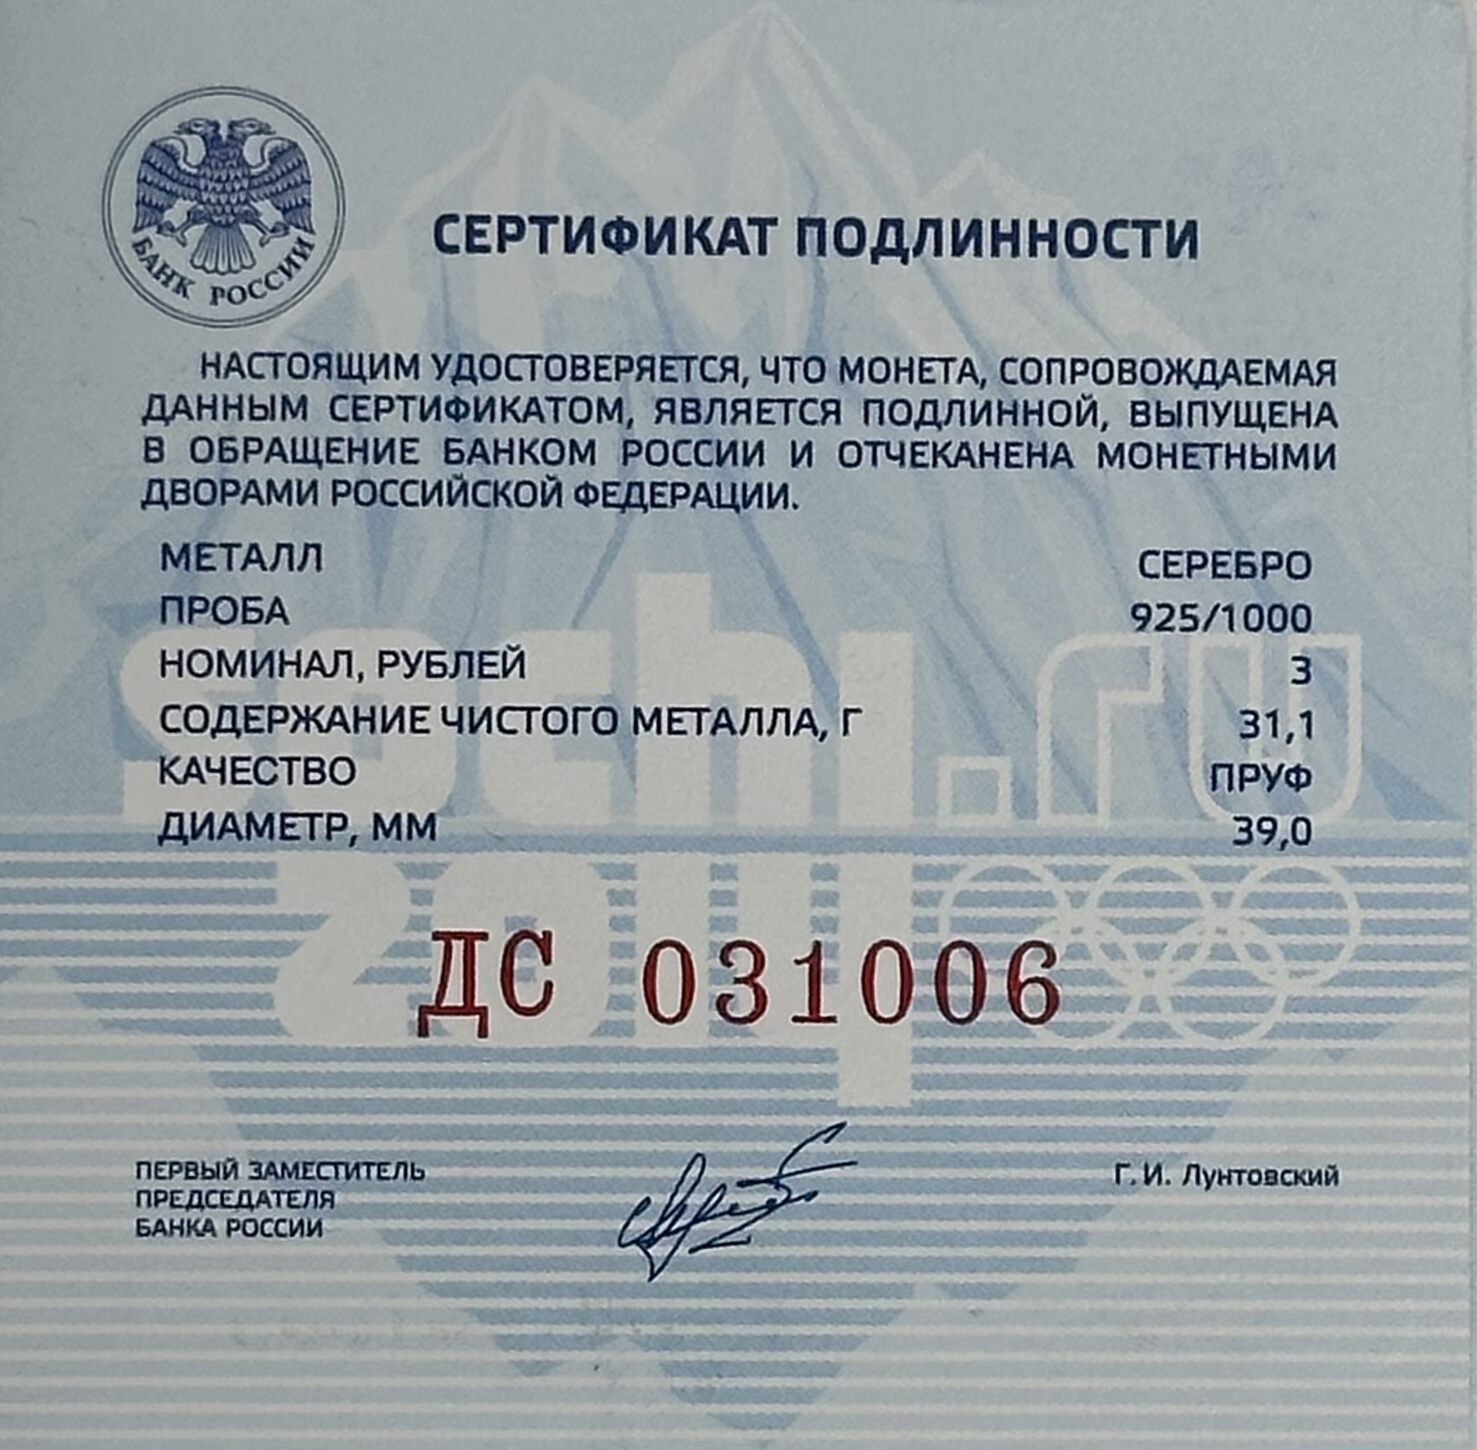 БАНК РОССИИ
СЕРТИФИКАТ ПОДЛИННОСТИ
НАСТОЯЩИМ УДОСТОВЕРЯЕТСЯ, ЧТО МОНЕТА, СОПРОВОЖДАЕМАЯ
ДАННЫМ СЕРТИФИКАТОМ, ЯВЛЯЕТСЯ ПОДЛИННОЙ, ВЫПУЩЕНА
В ОБРАЩЕНИЕ БАНКОМ РОССИИ И ОТЧЕКАНЕНА МОНЕТНЫМИ
ДВОРАМИ РОССИЙСКОЙ ФЕДЕРАЦИИ.
МЕТАЛЛ СЕРЕБРО
ПРОБА 925/1000
НОМИНАЛ, РУБЛЕЙ 3
СОДЕРЖАНИЕ ЧИСТОГО МЕТАЛЛА, Г 31,1
КАЧЕСТВО ПРУФ
ДИАМЕТР, ММ 39,0
sochi.ru
2014
ДС 031006
ПЕРВЫЙ ЗАМЕСТИТЕЛЬ
ПРЕДСЕДАТЕЛЯ
БАНКА РОССИИ
Г. И. Лунтовский